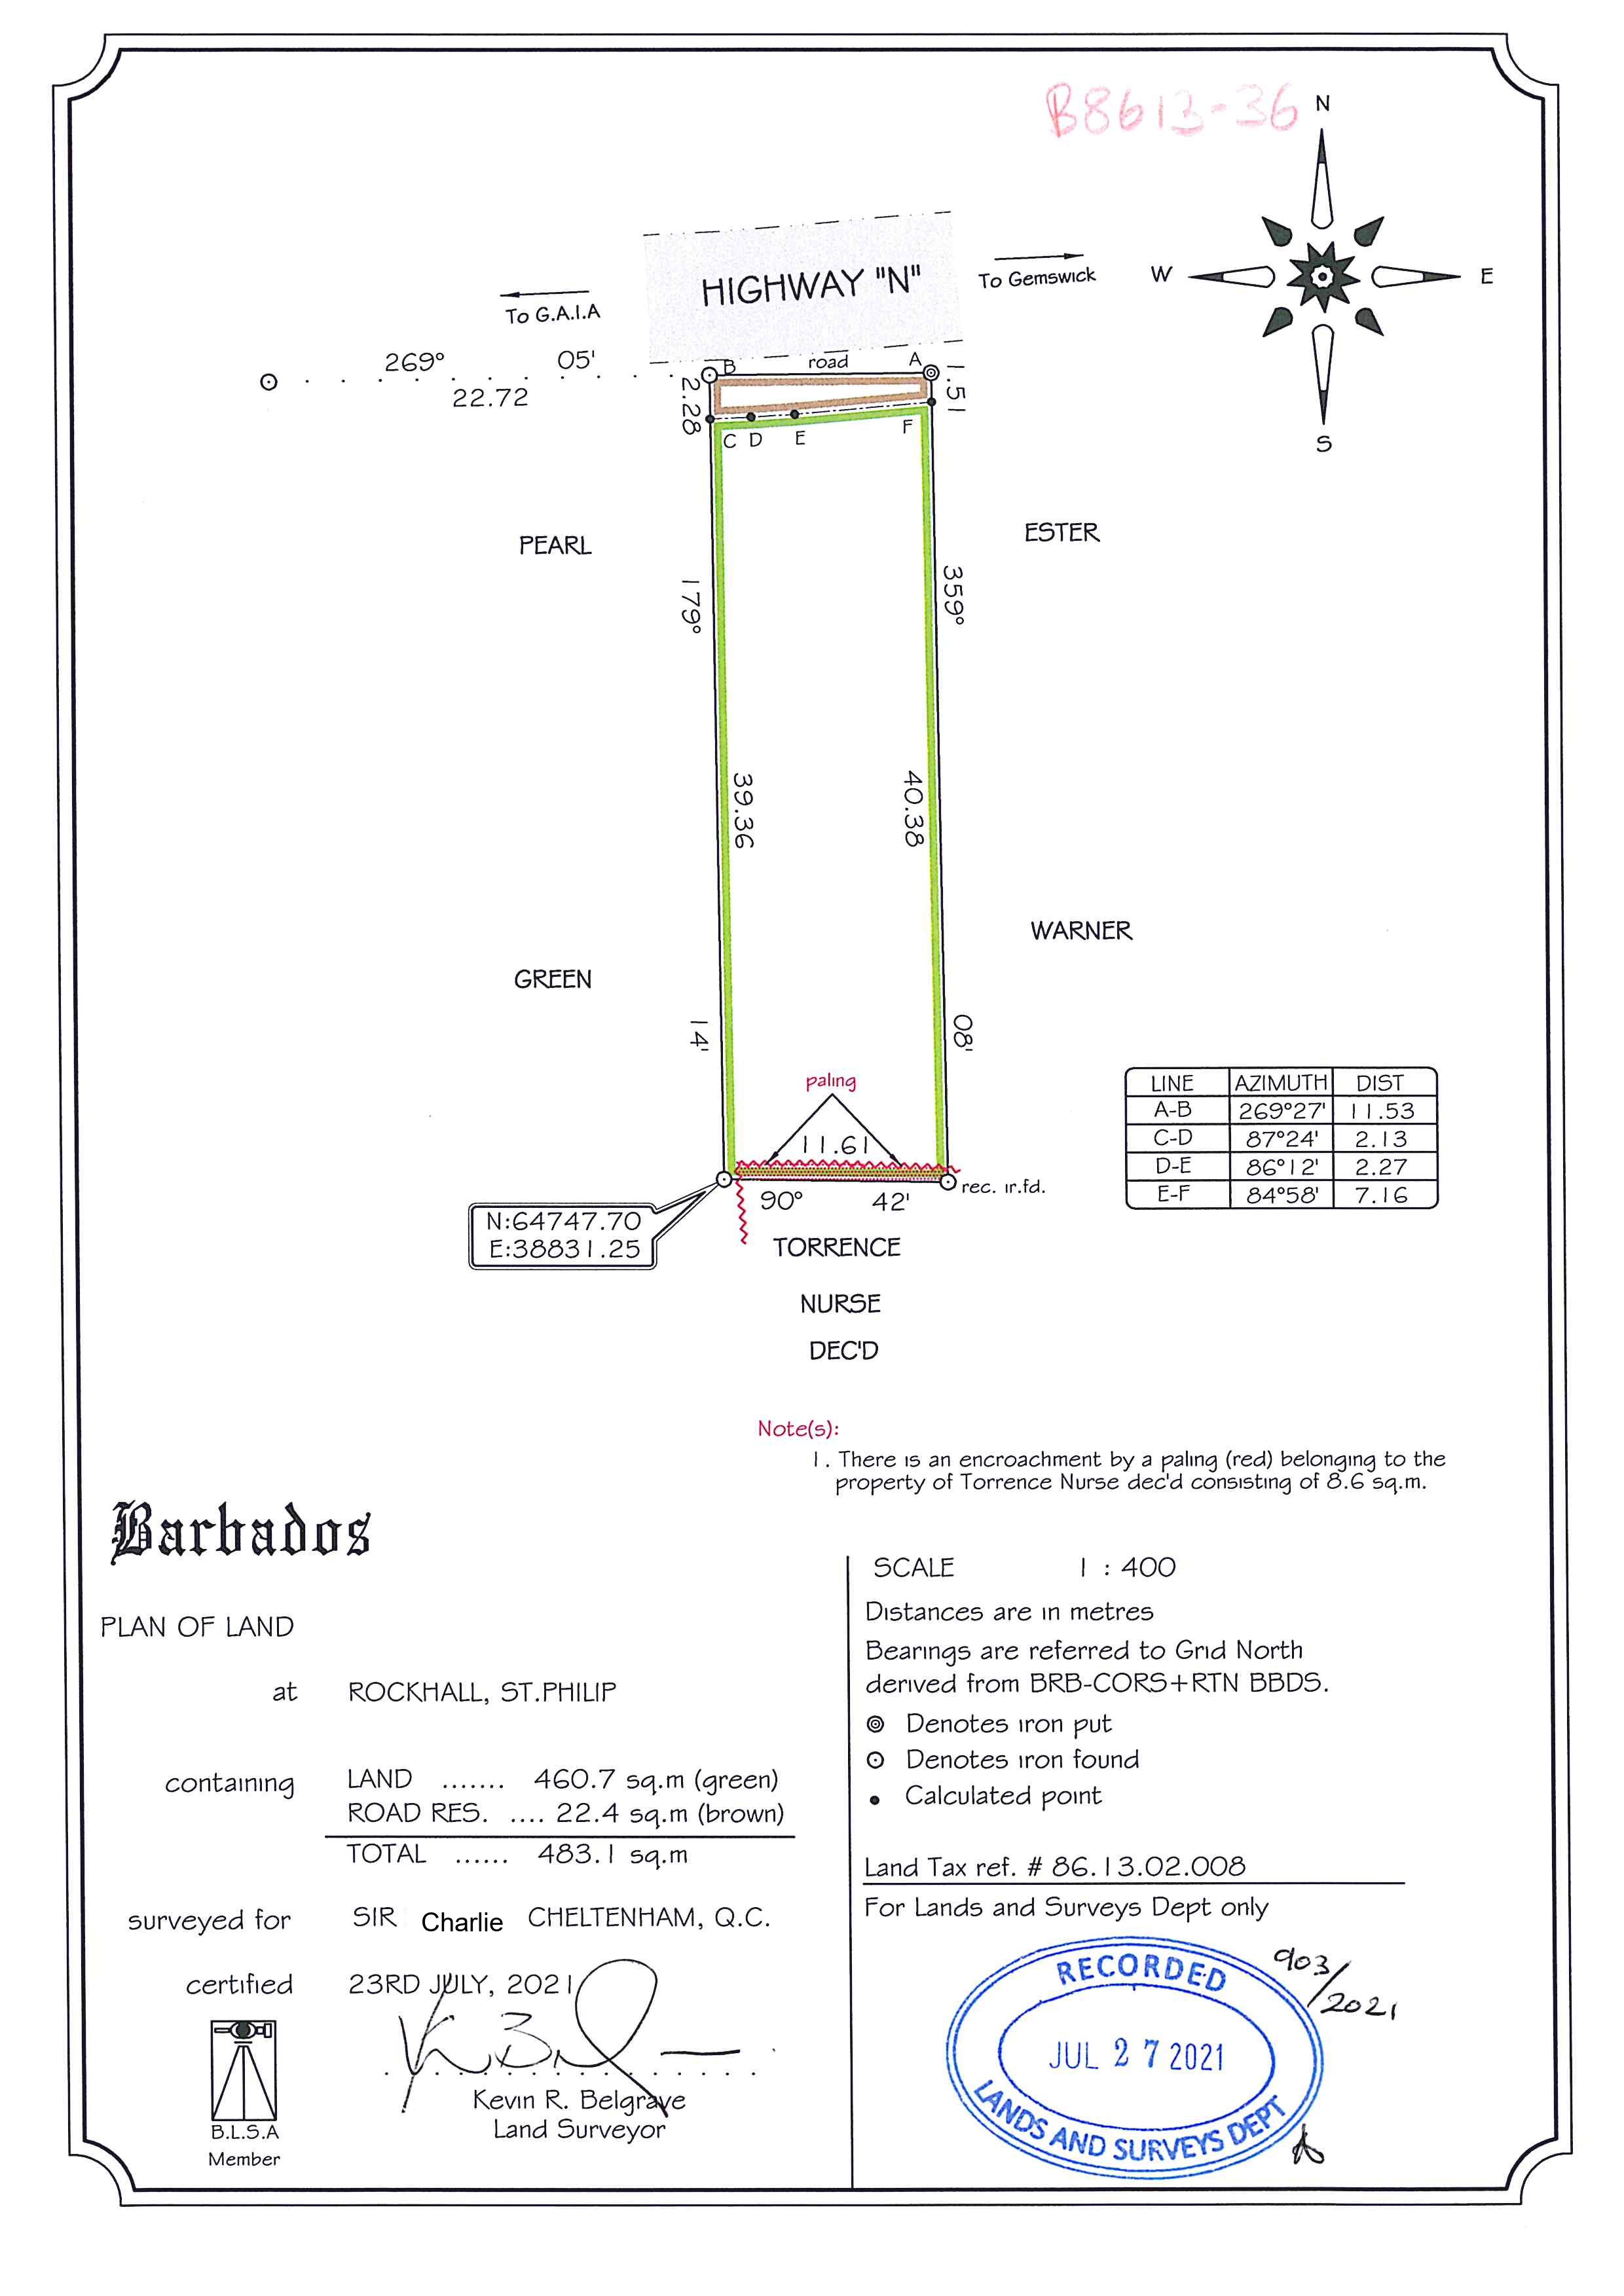 B8613-36
N
W
E
S
HIGHWAY "N"
To Gemswick
To G.A.I.A
269° 05'
22.72
B
road
A
2.28
1.51
C D E F
PEARL
ESTER
179°
359°
39.36
40.38
WARNER
GREEN
14'
08'
paling
11.61
90° 42'
rec. ir.fd.
N:64747.70
E:38831.25
TORRENCE
NURSE
DEC'D
LINE AZIMUTH DIST
A-B 269°27' 11.53
C-D 87°24' 2.13
D-E 86°12' 2.27
E-F 84°58' 7.16
Note(s):
1. There is an encroachment by a paling (red) belonging to the
property of Torrence Nurse dec'd consisting of 8.6 sq.m.
Barbados
PLAN OF LAND
at ROCKHALL, ST.PHILIP
containing LAND ....... 460.7 sq.m (green)
ROAD RES. .... 22.4 sq.m (brown)
TOTAL ...... 483.1 sq.m
surveyed for SIR Charlie CHELTENHAM, Q.C.
certified 23RD JULY, 2021
Kevin R. Belgrave
Land Surveyor
B.L.S.A
Member
SCALE 1 : 400
Distances are in metres
Bearings are referred to Grid North
derived from BRB-CORS+RTN BBDS.
Denotes iron put
Denotes iron found
Calculated point
Land Tax ref. # 86.13.02.008
For Lands and Surveys Dept only
RECORDED
JUL 27 2021
LANDS AND SURVEYS DEPT
903/2021